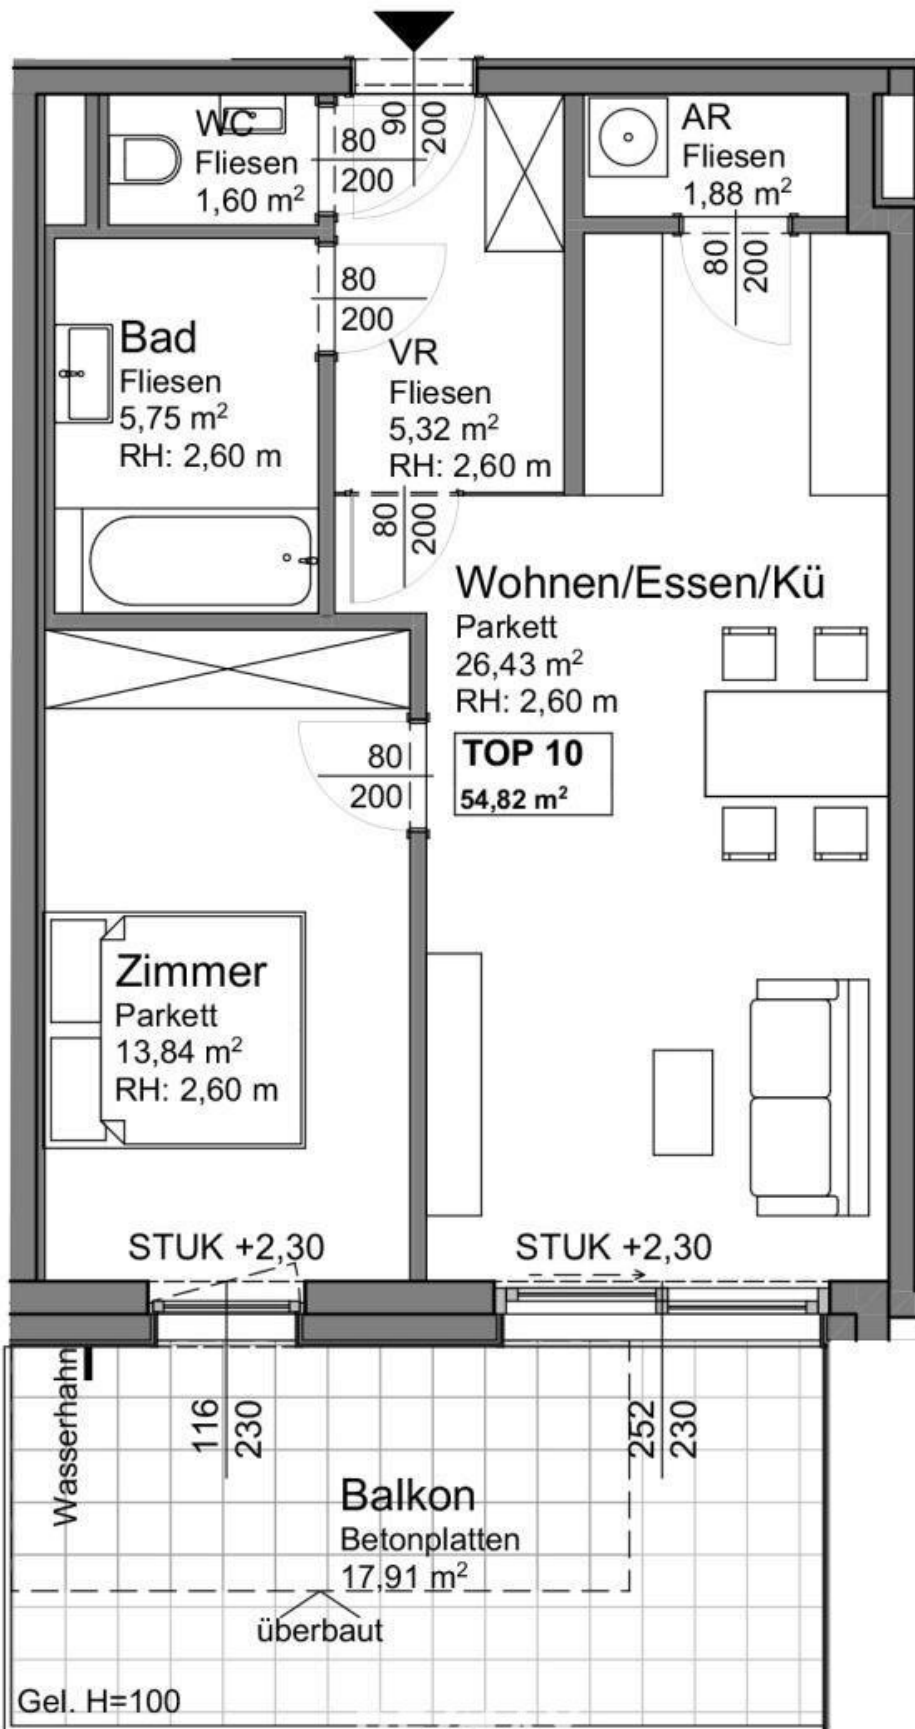 90
200
WC
Fliesen
1,60 m²
80
200
AR
Fliesen
1,88 m²
80
200
80
200
Bad
Fliesen
5,75 m²
RH: 2,60 m
VR
Fliesen
5,32 m²
RH: 2,60 m
80
200
Wohnen/Essen/Kü
Parkett
26,43 m²
RH: 2,60 m
TOP 10
54,82 m²
80
200
Zimmer
Parkett
13,84 m²
RH: 2,60 m
STUK +2,30
STUK +2,30
Wasserhahn
116
230
252
230
Balkon
Betonplatten
17,91 m²
überbaut
Gel. H=100